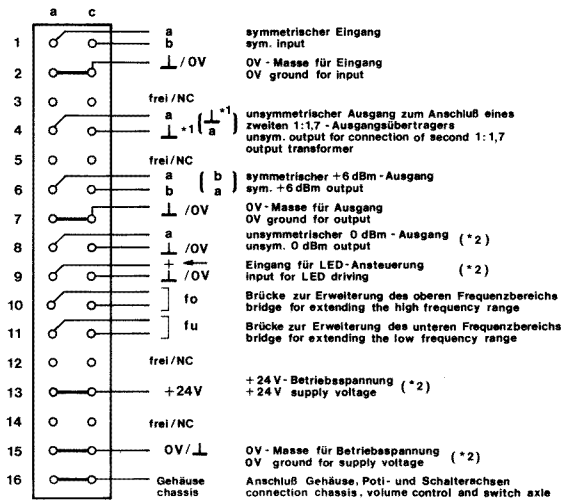 a c
1 a symmetrischer Eingang
b sym. input
2 ⊥/0V 0V - Masse für Eingang
0V ground for input
3 frei/NC
4 a ( ⊥*1 unsymmetrischer Ausgang zum Anschluß eines
⊥*1 a ) zweiten 1:1,7 - Ausgangsübertragers
unsym. output for connection of second 1:1,7
output transformer
5 frei/NC
6 a ( b symmetrischer +6 dBm - Ausgang
b a ) sym. +6 dBm output
7 ⊥/0V 0V - Masse für Ausgang
0V ground for output
8 a unsymmetrischer 0 dBm - Ausgang (*2)
⊥/0V unsym. 0 dBm output
9 + ← Eingang für LED-Ansteuerung (*2)
⊥/0V input for LED driving
10 fo Brücke zur Erweiterung des oberen Frequenzbereichs
bridge for extending the high frequency range
11 fu Brücke zur Erweiterung des unteren Frequenzbereichs
bridge for extending the low frequency range
12 frei/NC
13 +24V +24V - Betriebsspannung (*2)
+24V supply voltage
14 frei/NC
15 0V/⊥ 0V - Masse für Betriebsspannung (*2)
0V ground for supply voltage
16 Gehäuse Anschluß Gehäuse, Poti- und Schalterachsen
chassis connection chassis, volume control and switch axle